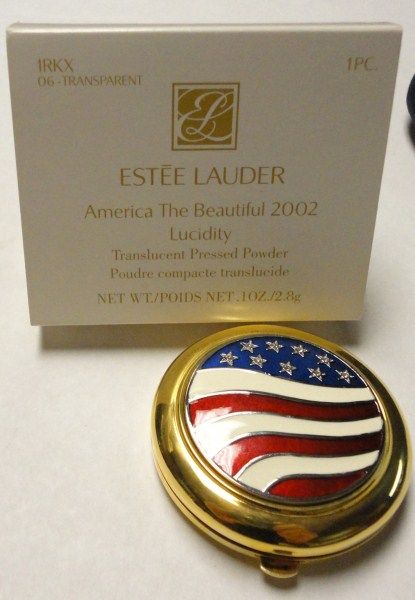 1RKX 1PC.
06-TRANSPARENT
EL
ESTĒE LAUDER
America The Beautiful 2002
Lucidity
Translucent Pressed Powder
Poudre compacte translucide
NET WT./POIDS NET .1OZ./2.8g